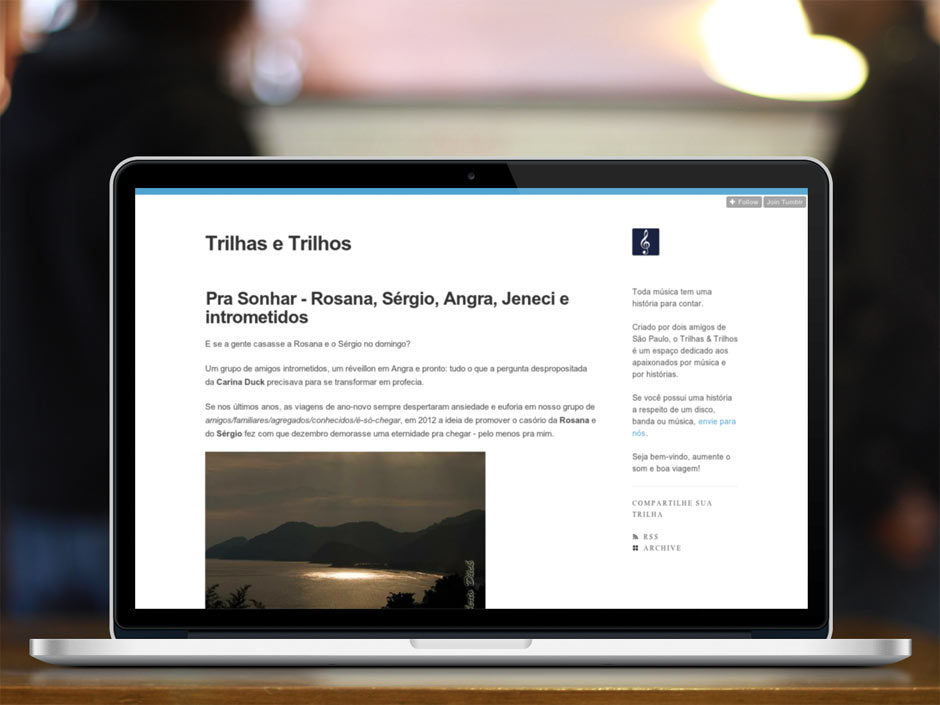 Follow Join Tumblr
Trilhas e Trilhos
Pra Sonhar - Rosana, Sérgio, Angra, Jeneci e
intrometidos
E se a gente casasse a Rosana e o Sérgio no domingo?
Um grupo de amigos intrometidos, um réveillon em Angra e pronto: tudo o que a pergunta despropositada
da Carina Duck precisava para se transformar em profecia.
Se nos últimos anos, as viagens de ano-novo sempre despertaram ansiedade e euforia em nosso grupo de
amigos/familiares/agregados/conhecidos/é-só-chegar, em 2012 a ideia de promover o casório da Rosana e
do Sérgio fez com que dezembro demorasse uma eternidade pra chegar - pelo menos pra mim.
Toda música tem uma
história para contar.
Criado por dois amigos de
São Paulo, o Trilhas & Trilhos
é um espaço dedicado aos
apaixonados por música e
por histórias.
Se você possui uma história
a respeito de um disco,
banda ou música, envie para
nós.
Seja bem-vindo, aumente o
som e boa viagem!
COMPARTILHE SUA
TRILHA
RSS
ARCHIVE